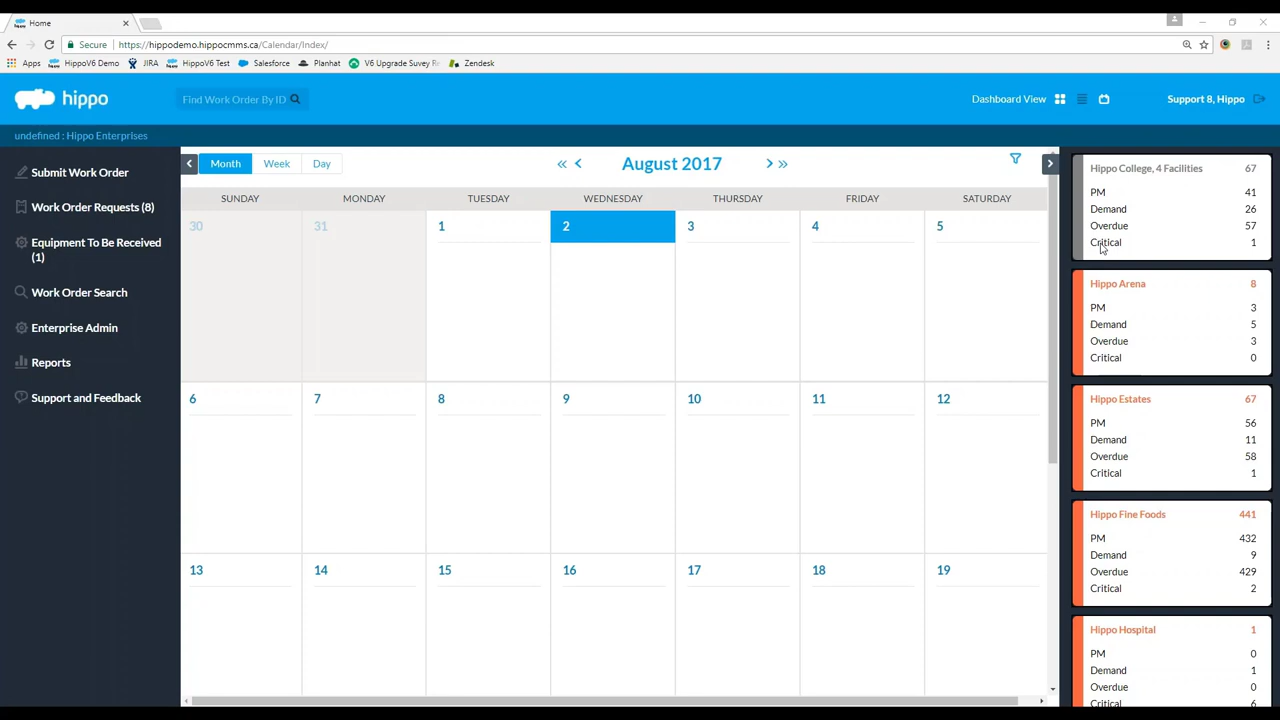 Home
Secure https://hippodemo.hippocmms.ca/Calendar/Index/
Apps HippoV6 Demo JIRA HippoV6 Test Salesforce Planhat V6 Upgrade Suvey Re Zendesk
hippo Find Work Order By ID Dashboard View Support 8, Hippo
undefined : Hippo Enterprises
Submit Work Order
Work Order Requests (8)
Equipment To Be Received
(1)
Work Order Search
Enterprise Admin
Reports
Support and Feedback
Month Week Day August 2017
SUNDAY MONDAY TUESDAY WEDNESDAY THURSDAY FRIDAY SATURDAY
30 31 1 2 3 4 5
6 7 8 9 10 11 12
13 14 15 16 17 18 19
Hippo College, 4 Facilities 67
PM 41
Demand 26
Overdue 57
Critical 1
Hippo Arena 8
PM 3
Demand 5
Overdue 3
Critical 0
Hippo Estates 67
PM 56
Demand 11
Overdue 58
Critical 1
Hippo Fine Foods 441
PM 432
Demand 9
Overdue 429
Critical 2
Hippo Hospital 1
PM 0
Demand 1
Overdue 0
Critical 6